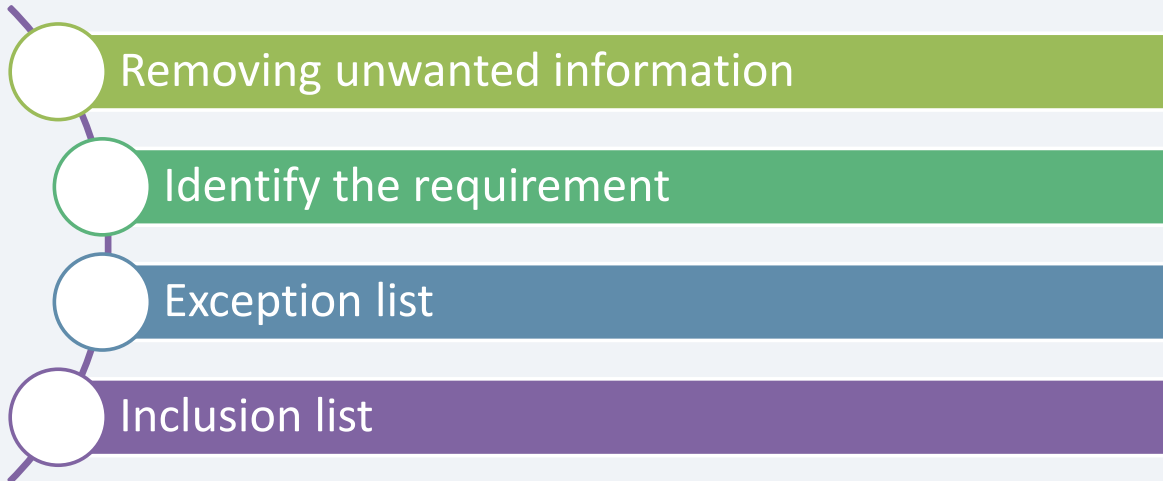 Removing unwanted information
Identify the requirement
Exception list
Inclusion list